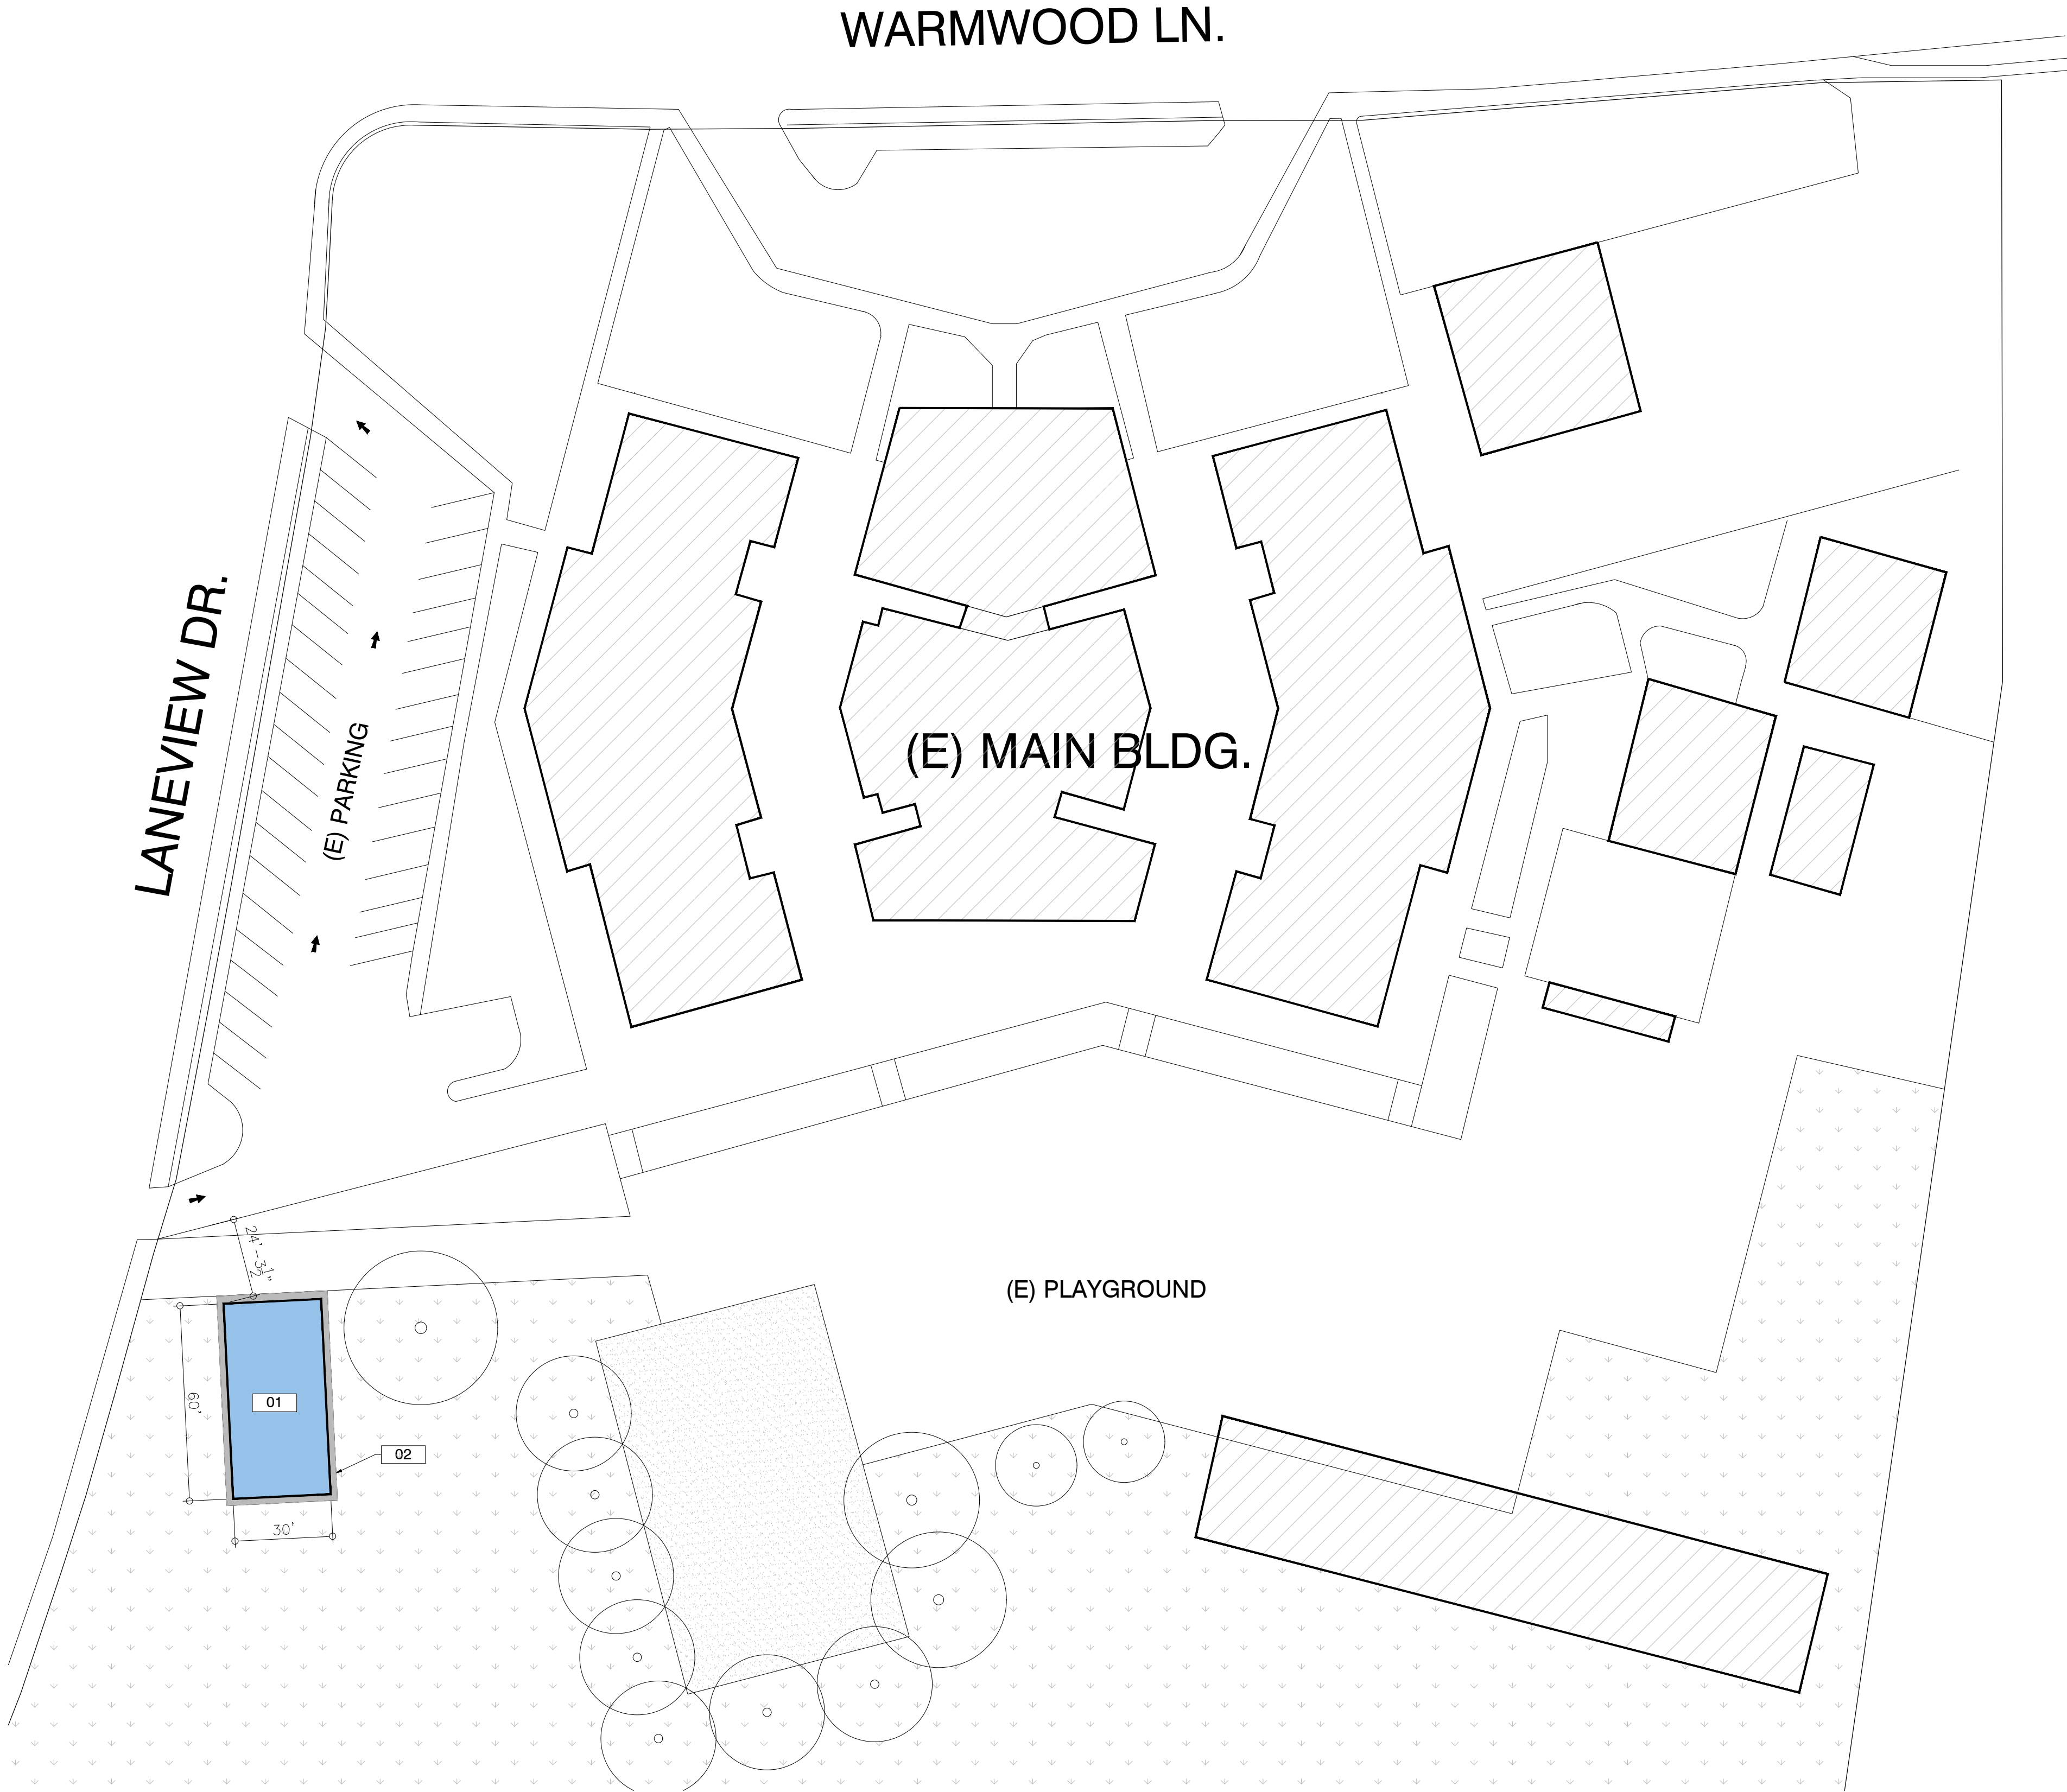 WARMWOOD LN.
LANEVIEW DR.
(E) PARKING
(E) MAIN BLDG.
24'-3 1/2"
(E) PLAYGROUND
60'
01
02
30'